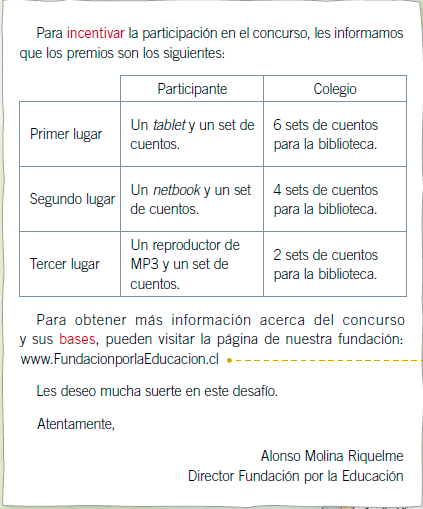 Para incentivar la participación en el concurso, les informamos
que los premios son los siguientes:
Participante Colegio
Primer lugar
Un tablet y un set de
cuentos.
6 sets de cuentos
para la biblioteca.
Segundo lugar
Un netbook y un set
de cuentos.
4 sets de cuentos
para la biblioteca.
Tercer lugar
Un reproductor de
MP3 y un set de
cuentos.
2 sets de cuentos
para la biblioteca.
Para obtener más información acerca del concurso
y sus bases, pueden visitar la página de nuestra fundación:
www.FundacionporlaEducacion.cl
Les deseo mucha suerte en este desafío.
Atentamente,
Alonso Molina Riquelme
Director Fundación por la Educación